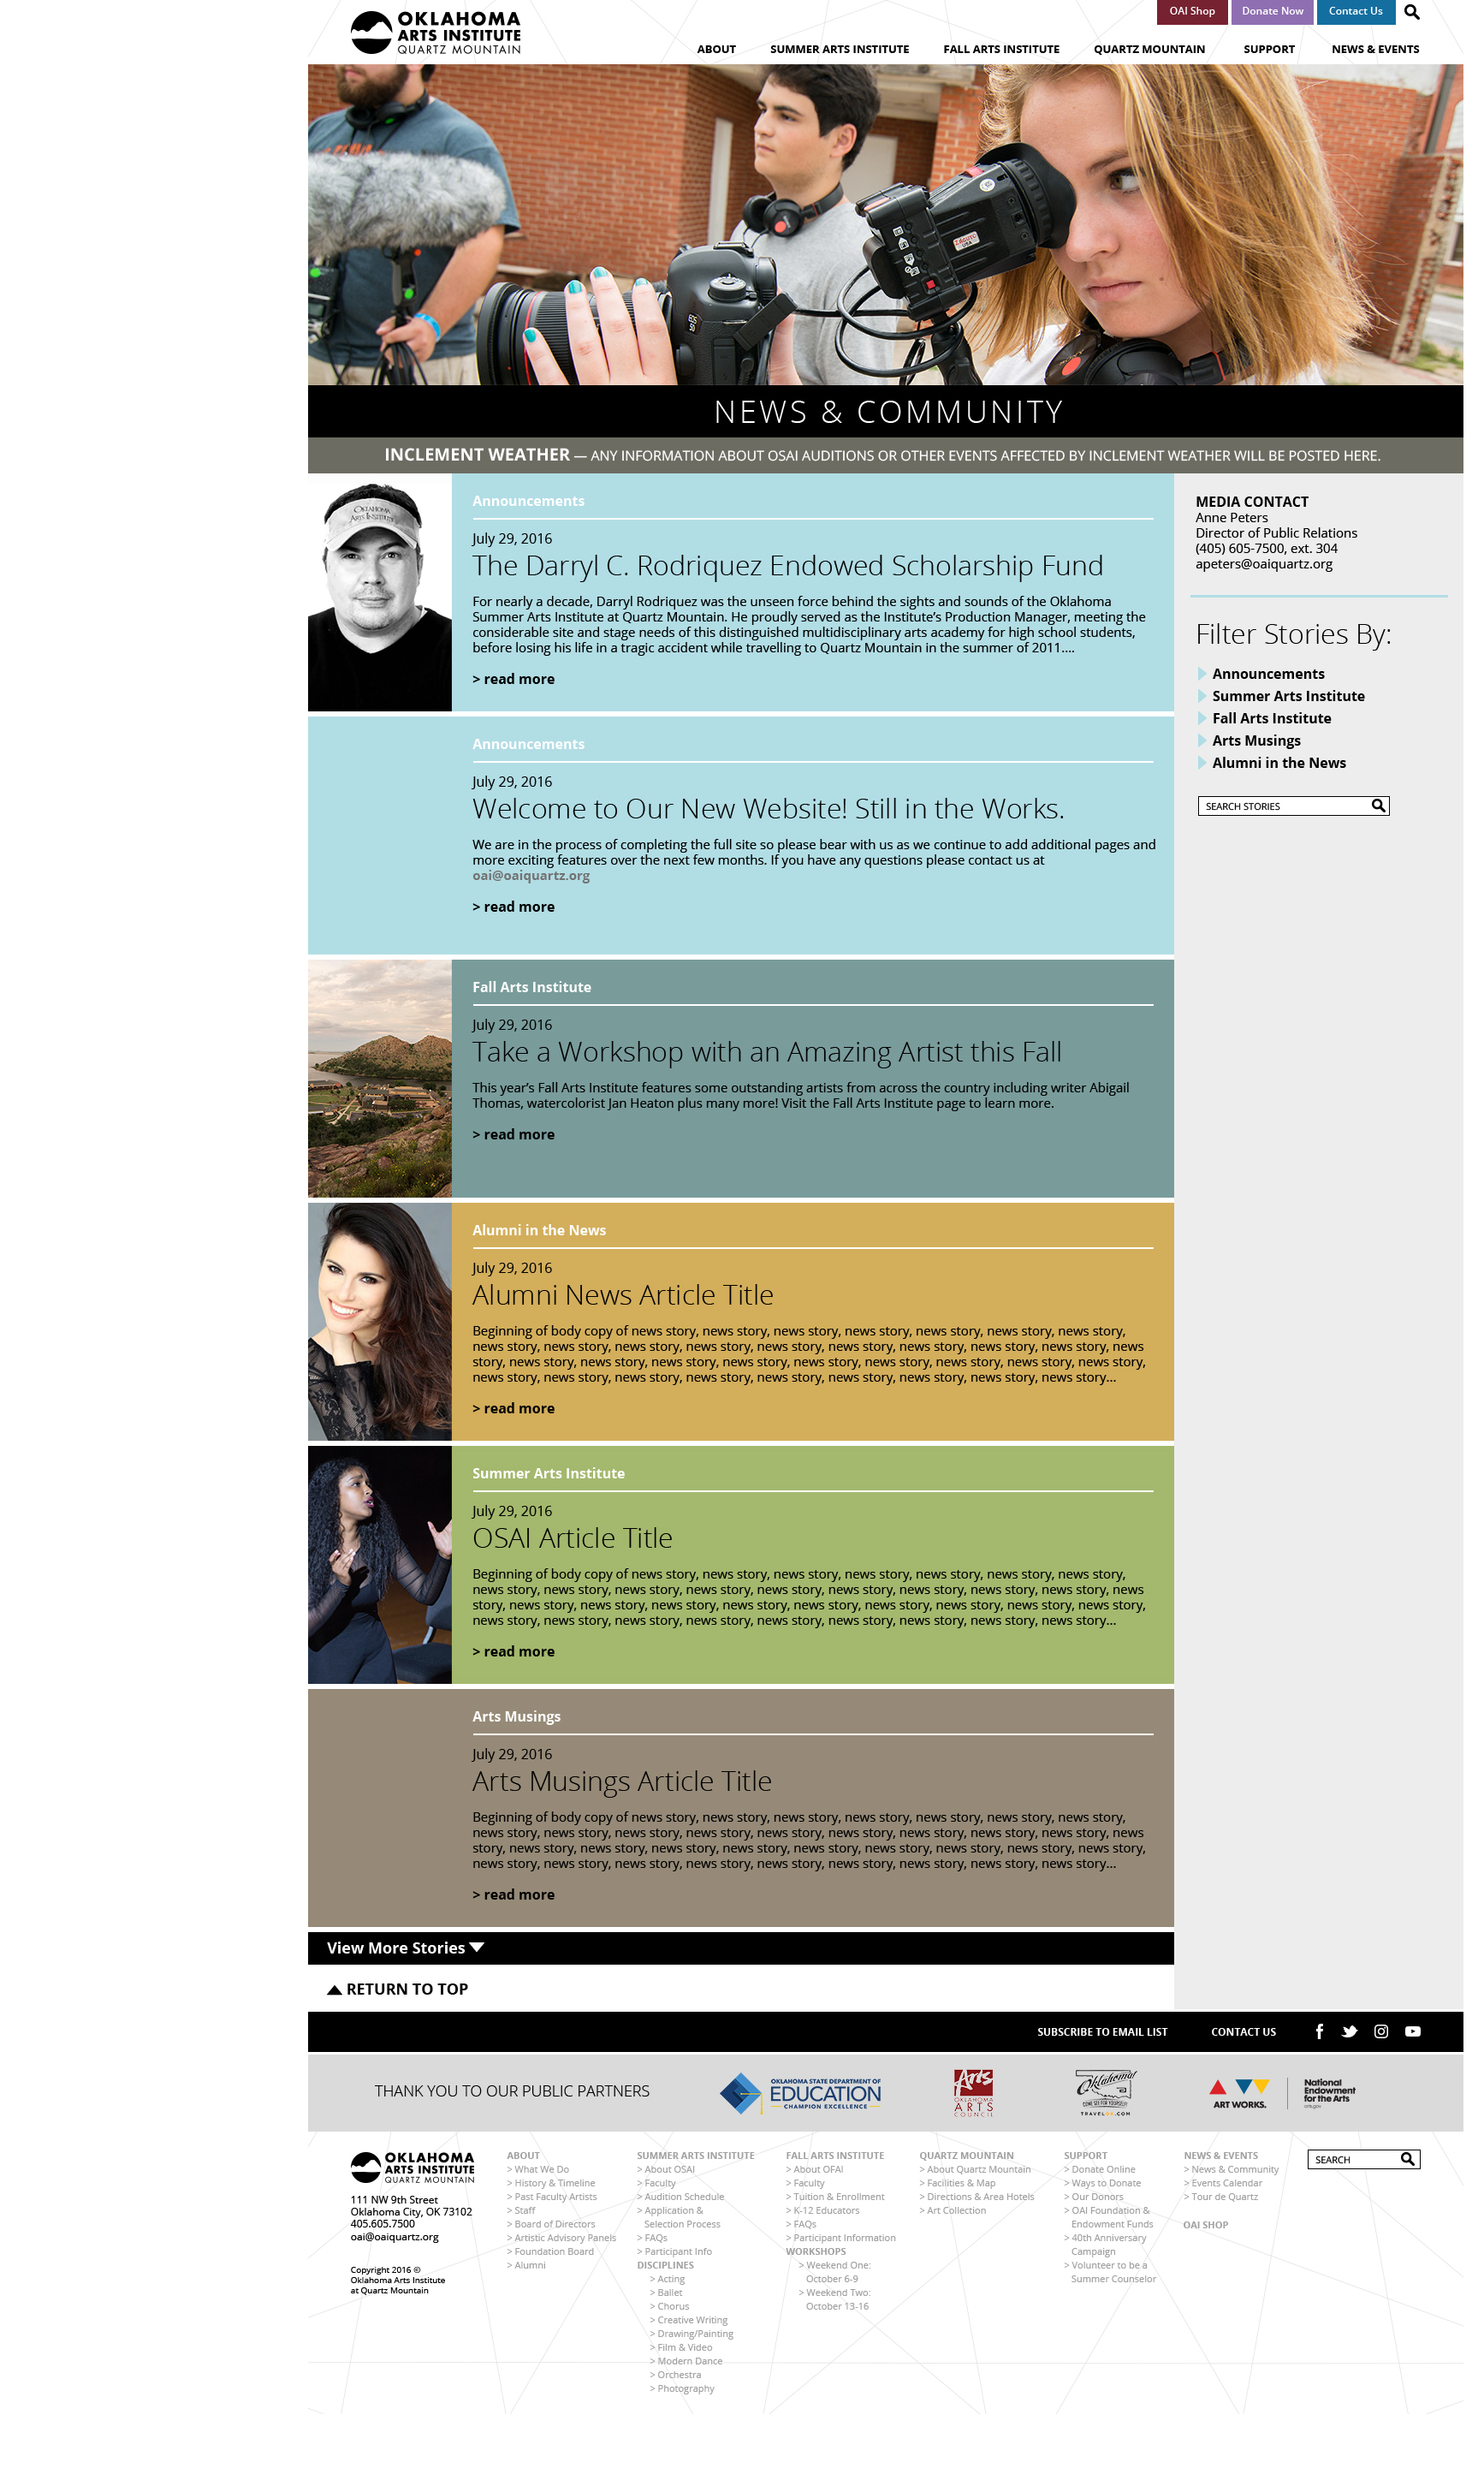 OKLAHOMA
ARTS INSTITUTE
QUARTZ MOUNTAIN
OAI Shop
Donate Now
Contact Us
ABOUT
SUMMER ARTS INSTITUTE
FALL ARTS INSTITUTE
QUARTZ MOUNTAIN
SUPPORT
NEWS & EVENTS
NEWS & COMMUNITY
INCLEMENT WEATHER — ANY INFORMATION ABOUT OSAI AUDITIONS OR OTHER EVENTS AFFECTED BY INCLEMENT WEATHER WILL BE POSTED HERE.
OKLAHOMA
ARTS INSTITUTE
Announcements
July 29, 2016
The Darryl C. Rodriquez Endowed Scholarship Fund
For nearly a decade, Darryl Rodriquez was the unseen force behind the sights and sounds of the Oklahoma
Summer Arts Institute at Quartz Mountain. He proudly served as the Institute's Production Manager, meeting the
considerable site and stage needs of this distinguished multidisciplinary arts academy for high school students,
before losing his life in a tragic accident while travelling to Quartz Mountain in the summer of 2011....
> read more
Announcements
July 29, 2016
Welcome to Our New Website! Still in the Works.
We are in the process of completing the full site so please bear with us as we continue to add additional pages and
more exciting features over the next few months. If you have any questions please contact us at
oai@oaiquartz.org
> read more
Fall Arts Institute
July 29, 2016
Take a Workshop with an Amazing Artist this Fall
This year's Fall Arts Institute features some outstanding artists from across the country including writer Abigail
Thomas, watercolorist Jan Heaton plus many more! Visit the Fall Arts Institute page to learn more.
> read more
Alumni in the News
July 29, 2016
Alumni News Article Title
Beginning of body copy of news story, news story, news story, news story, news story, news story, news story,
news story, news story, news story, news story, news story, news story, news story, news story, news story, news
story, news story, news story, news story, news story, news story, news story, news story, news story, news story,
news story, news story, news story, news story, news story, news story, news story, news story, news story...
> read more
Summer Arts Institute
July 29, 2016
OSAI Article Title
Beginning of body copy of news story, news story, news story, news story, news story, news story, news story,
news story, news story, news story, news story, news story, news story, news story, news story, news story, news
story, news story, news story, news story, news story, news story, news story, news story, news story, news story,
news story, news story, news story, news story, news story, news story, news story, news story, news story...
> read more
Arts Musings
July 29, 2016
Arts Musings Article Title
Beginning of body copy of news story, news story, news story, news story, news story, news story, news story,
news story, news story, news story, news story, news story, news story, news story, news story, news story, news
story, news story, news story, news story, news story, news story, news story, news story, news story, news story,
news story, news story, news story, news story, news story, news story, news story, news story, news story...
> read more
View More Stories
RETURN TO TOP
MEDIA CONTACT
Anne Peters
Director of Public Relations
(405) 605-7500, ext. 304
apeters@oaiquartz.org
Filter Stories By:
Announcements
Summer Arts Institute
Fall Arts Institute
Arts Musings
Alumni in the News
SEARCH STORIES
SUBSCRIBE TO EMAIL LIST
CONTACT US
THANK YOU TO OUR PUBLIC PARTNERS
OKLAHOMA STATE DEPARTMENT OF
EDUCATION
CHAMPION EXCELLENCE
Arts
OKLAHOMA
ARTS
COUNCIL
Oklahoma!
COME SEE FOR YOURSELF
TRAVELOK.COM
ART WORKS.
National
Endowment
for the Arts
arts.gov
OKLAHOMA
ARTS INSTITUTE
QUARTZ MOUNTAIN
111 NW 9th Street
Oklahoma City, OK 73102
405.605.7500
oai@oaiquartz.org
Copyright 2016 ©
Oklahoma Arts Institute
at Quartz Mountain
ABOUT
> What We Do
> History & Timeline
> Past Faculty Artists
> Staff
> Board of Directors
> Artistic Advisory Panels
> Foundation Board
> Alumni
SUMMER ARTS INSTITUTE
> About OSAI
> Faculty
> Audition Schedule
> Application &
Selection Process
> FAQs
> Participant Info
DISCIPLINES
> Acting
> Ballet
> Chorus
> Creative Writing
> Drawing/Painting
> Film & Video
> Modern Dance
> Orchestra
> Photography
FALL ARTS INSTITUTE
> About OFAI
> Faculty
> Tuition & Enrollment
> K-12 Educators
> FAQs
> Participant Information
WORKSHOPS
> Weekend One:
October 6-9
> Weekend Two:
October 13-16
QUARTZ MOUNTAIN
> About Quartz Mountain
> Facilities & Map
> Directions & Area Hotels
> Art Collection
SUPPORT
> Donate Online
> Ways to Donate
> Our Donors
> OAI Foundation &
Endowment Funds
> 40th Anniversary
Campaign
> Volunteer to be a
Summer Counselor
NEWS & EVENTS
> News & Community
> Events Calendar
> Tour de Quartz
OAI SHOP
SEARCH